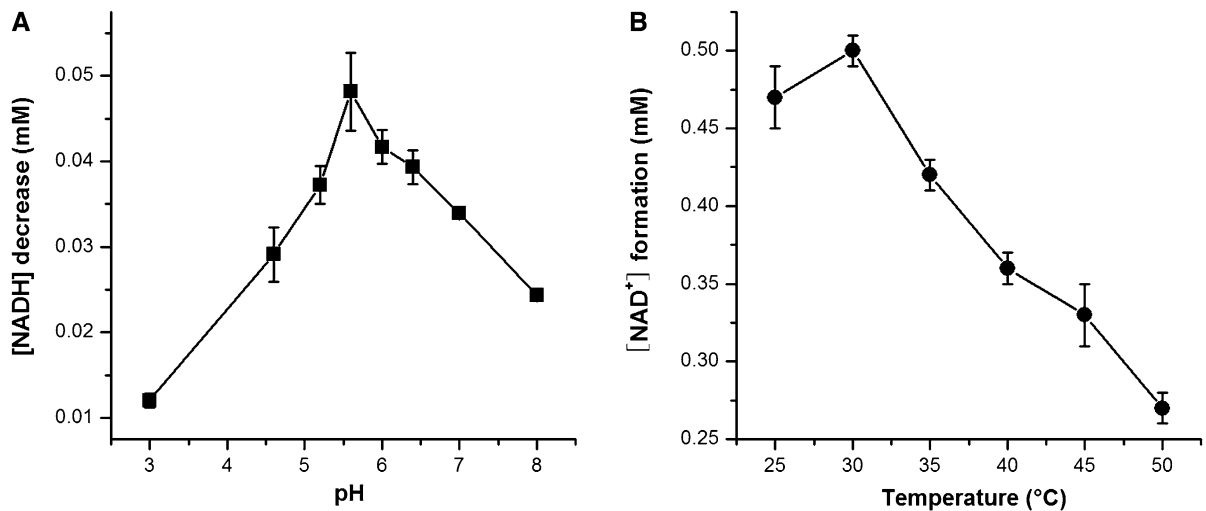 A
[NADH] decrease (mM)
0.05
0.04
0.03
0.02
0.01
3 4 5 6 7 8
pH
B
[NAD+] formation (mM)
0.50
0.45
0.40
0.35
0.30
0.25
25 30 35 40 45 50
Temperature (°C)